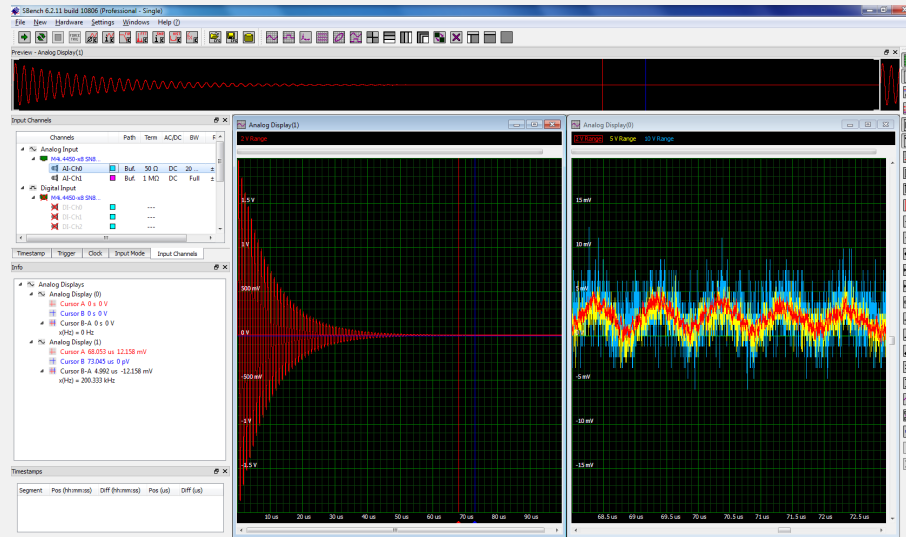 SBench 6.2.11 build 10806 (Professional - Single)
File New Hardware Settings Windows Help (?)
Preview - Analog Display(1)
Input Channels
Channels Path Term AC/DC BW
Analog Input
M4i.4450-x8 SN8...
AI-Ch0 Buf. 50 Ω DC 20 ...
AI-Ch1 Buf. 1 MΩ DC Full ±
Digital Input
M4i.4450-x8 SN8...
DI-Ch0 ---
DI-Ch1 ---
DI-Ch2 ---
Timestamp Trigger Clock Input Mode Input Channels
Info
Analog Displays
Analog Display (0)
Cursor A 0 s 0 V
Cursor B 0 s 0 V
Cursor B-A 0 s 0 V
x(Hz) = 0 Hz
Analog Display (1)
Cursor A 68.053 us 12.158 mV
Cursor B 73.045 us 0 pV
Cursor B-A 4.992 us -12.158 mV
x(Hz) = 200.333 kHz
Timestamps
Segment Pos (hh:mm:ss) Diff (hh:mm:ss) Pos (us) Diff (us)
Analog Display(1)
2 V Range
1.5 V
1 V
500 mV
0 V
-500 mV
-1 V
-1.5 V
10 us 20 us 30 us 40 us 50 us 60 us 70 us 80 us 90 us
Analog Display(0)
5 V Range 10 V Range
15 mV
10 mV
5 mV
-5 mV
-10 mV
-15 mV
68.5 us 69 us 69.5 us 70 us 70.5 us 71 us 71.5 us 72 us 72.5 us